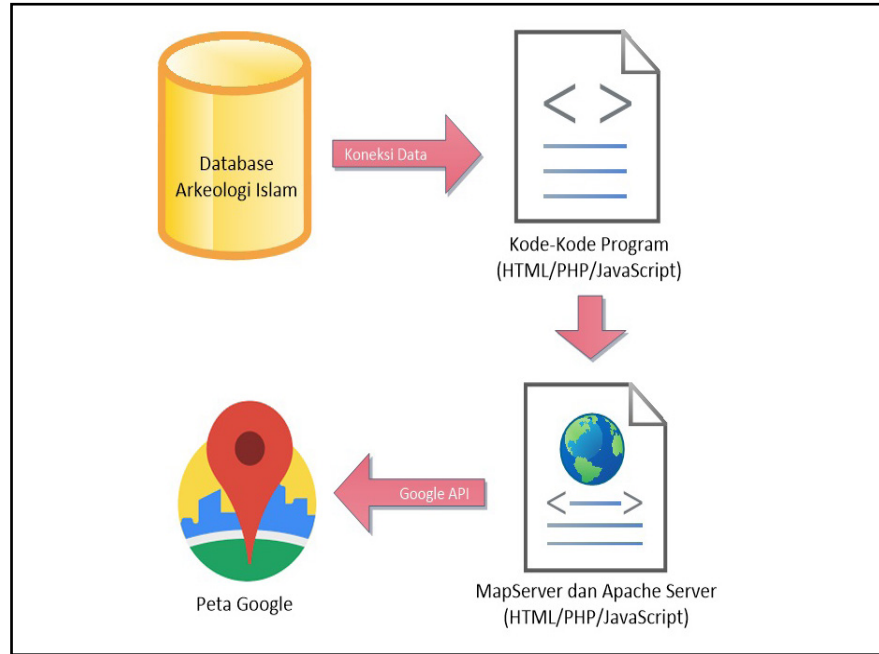 Database
Arkeologi Islam
Koneksi Data
Kode-Kode Program
(HTML/PHP/JavaScript)
MapServer dan Apache Server
(HTML/PHP/JavaScript)
Google API
Peta Google